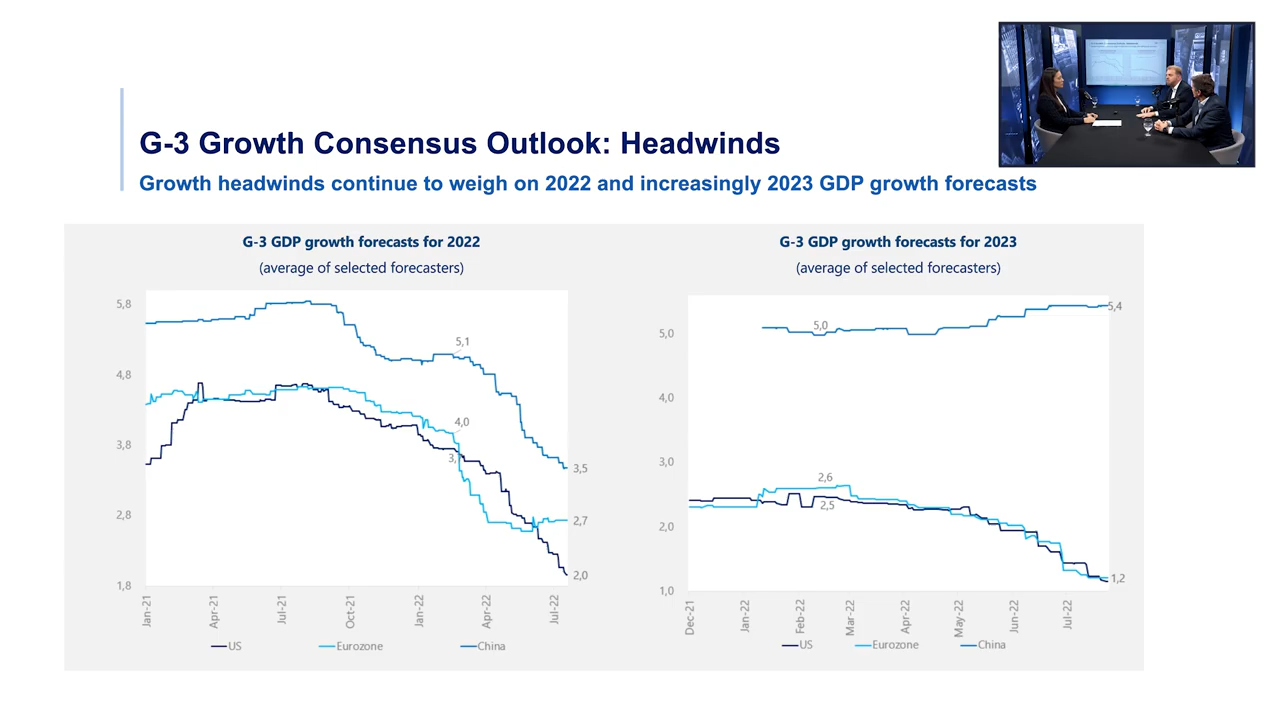 G-3 Growth Consensus Outlook: Headwinds
Growth headwinds continue to weigh on 2022 and increasingly 2023 GDP growth forecasts
G-3 GDP growth forecasts for 2022
(average of selected forecasters)
5,8
4,8
3,8
2,8
1,8
5,1
4,0
3,
3,5
2,7
2,0
Jan-21
Apr-21
Jul-21
Oct-21
Jan-22
Apr-22
Jul-22
US
Eurozone
China
G-3 GDP growth forecasts for 2023
(average of selected forecasters)
5,0
4,0
3,0
2,0
1,0
5,0
5,4
2,6
2,5
1,2
Dec-21
Jan-22
Feb-22
Mar-22
Apr-22
May-22
Jun-22
Jul-22
US
Eurozone
China